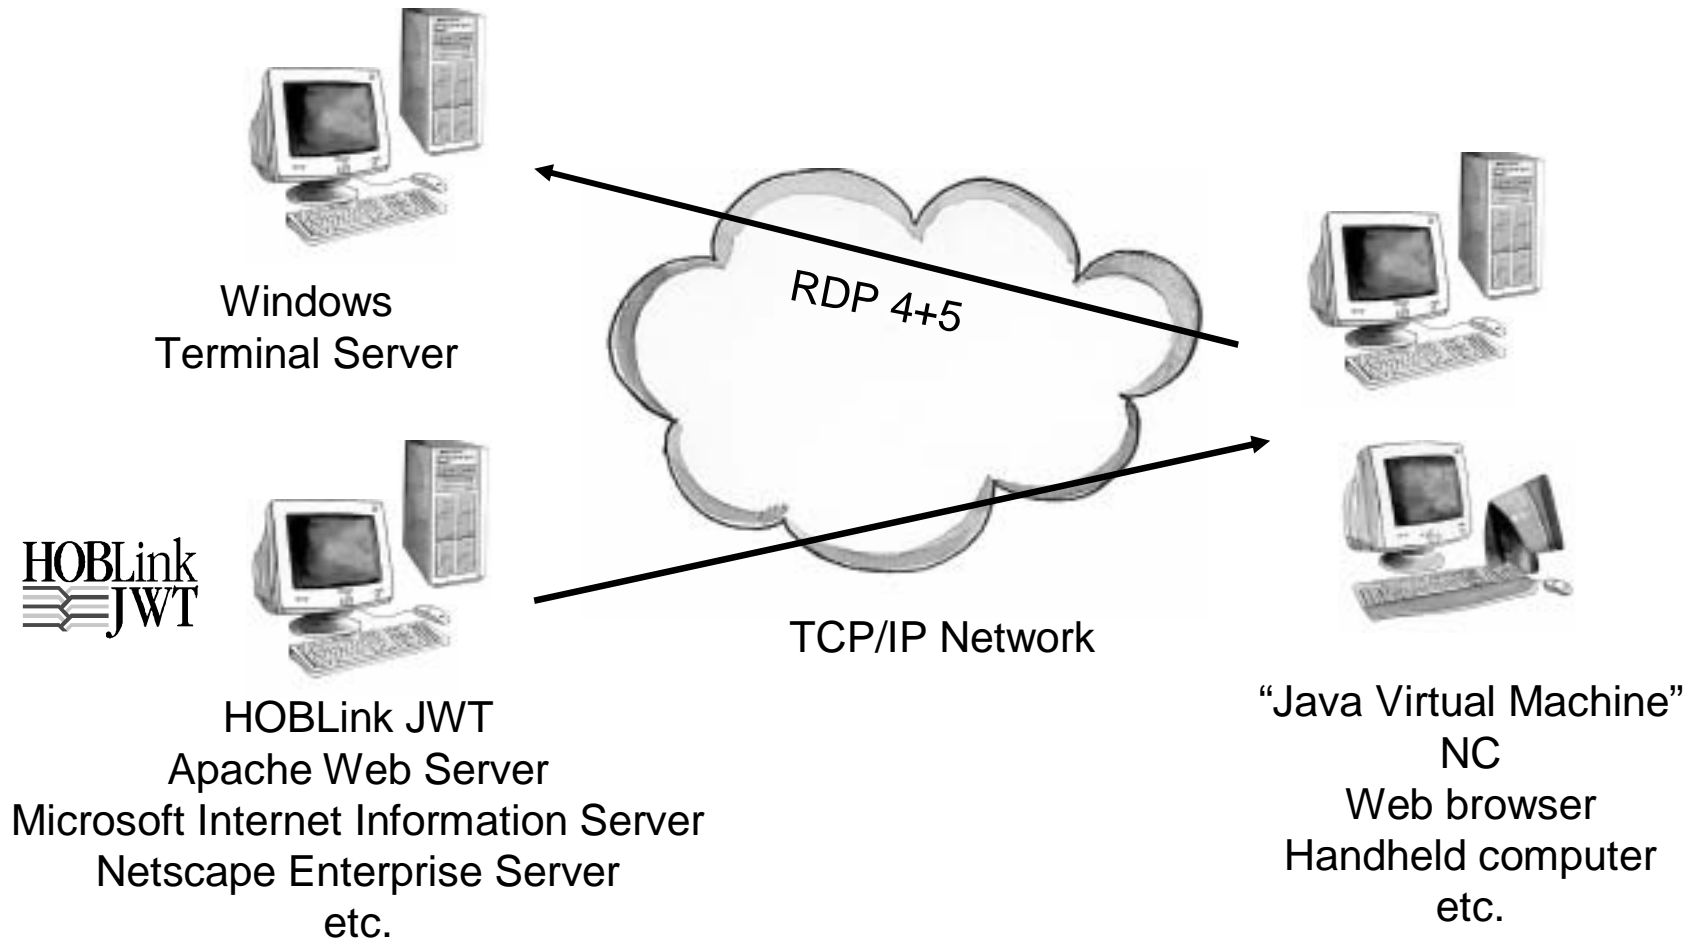 Windows
Terminal Server
RDP 4+5
HOBLink
JWT
TCP/IP Network
HOBLink JWT
Apache Web Server
Microsoft Internet Information Server
Netscape Enterprise Server
etc.
“Java Virtual Machine”
NC
Web browser
Handheld computer
etc.